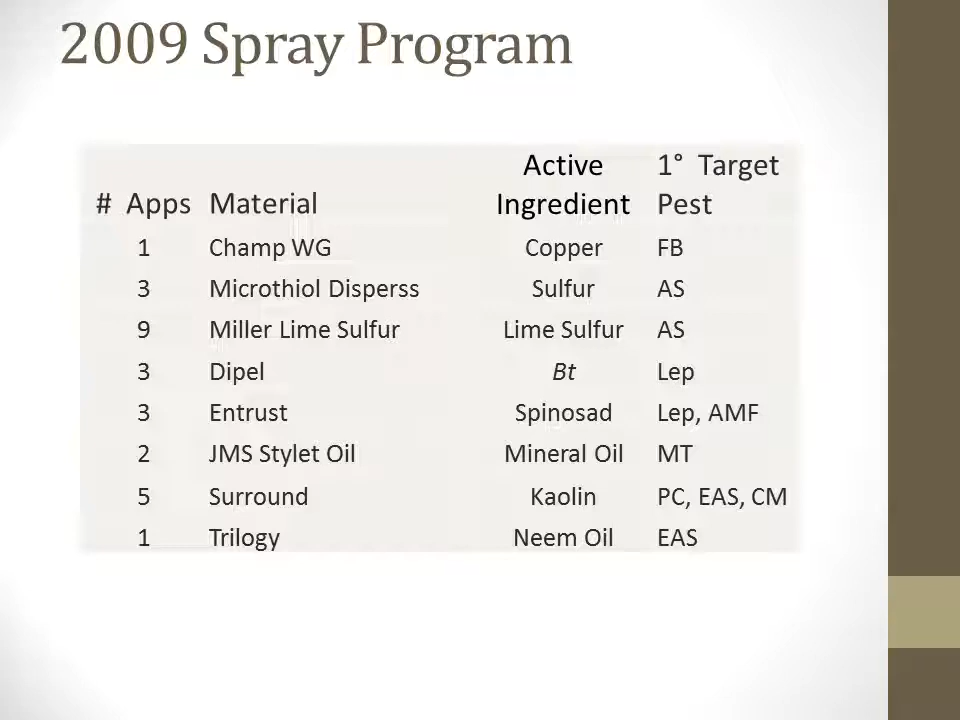 2009 Spray Program
# Apps Material Active Ingredient 1° Target Pest
1 Champ WG Copper FB
3 Microthiol Disperss Sulfur AS
9 Miller Lime Sulfur Lime Sulfur AS
3 Dipel Bt Lep
3 Entrust Spinosad Lep, AMF
2 JMS Stylet Oil Mineral Oil MT
5 Surround Kaolin PC, EAS, CM
1 Trilogy Neem Oil EAS